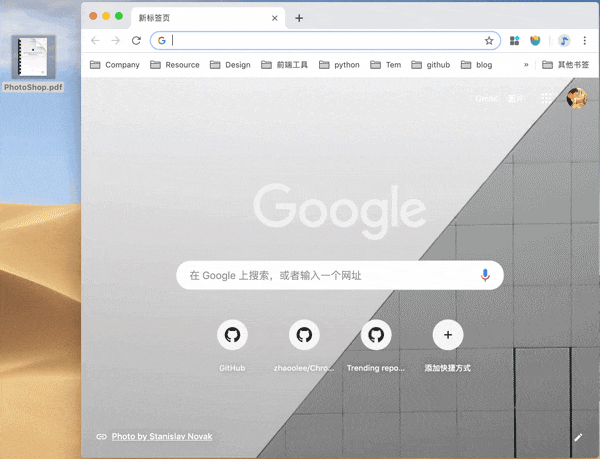 新标签页
PhotoShop.pdf
Company Resource Design 前端工具 python Tem github blog » 其他书签
Gmail 图片
Google
在 Google 上搜索，或者输入一个网址
GitHub zhaoolee/Chro... Trending repo... 添加快捷方式
Photo by Stanislav Novak